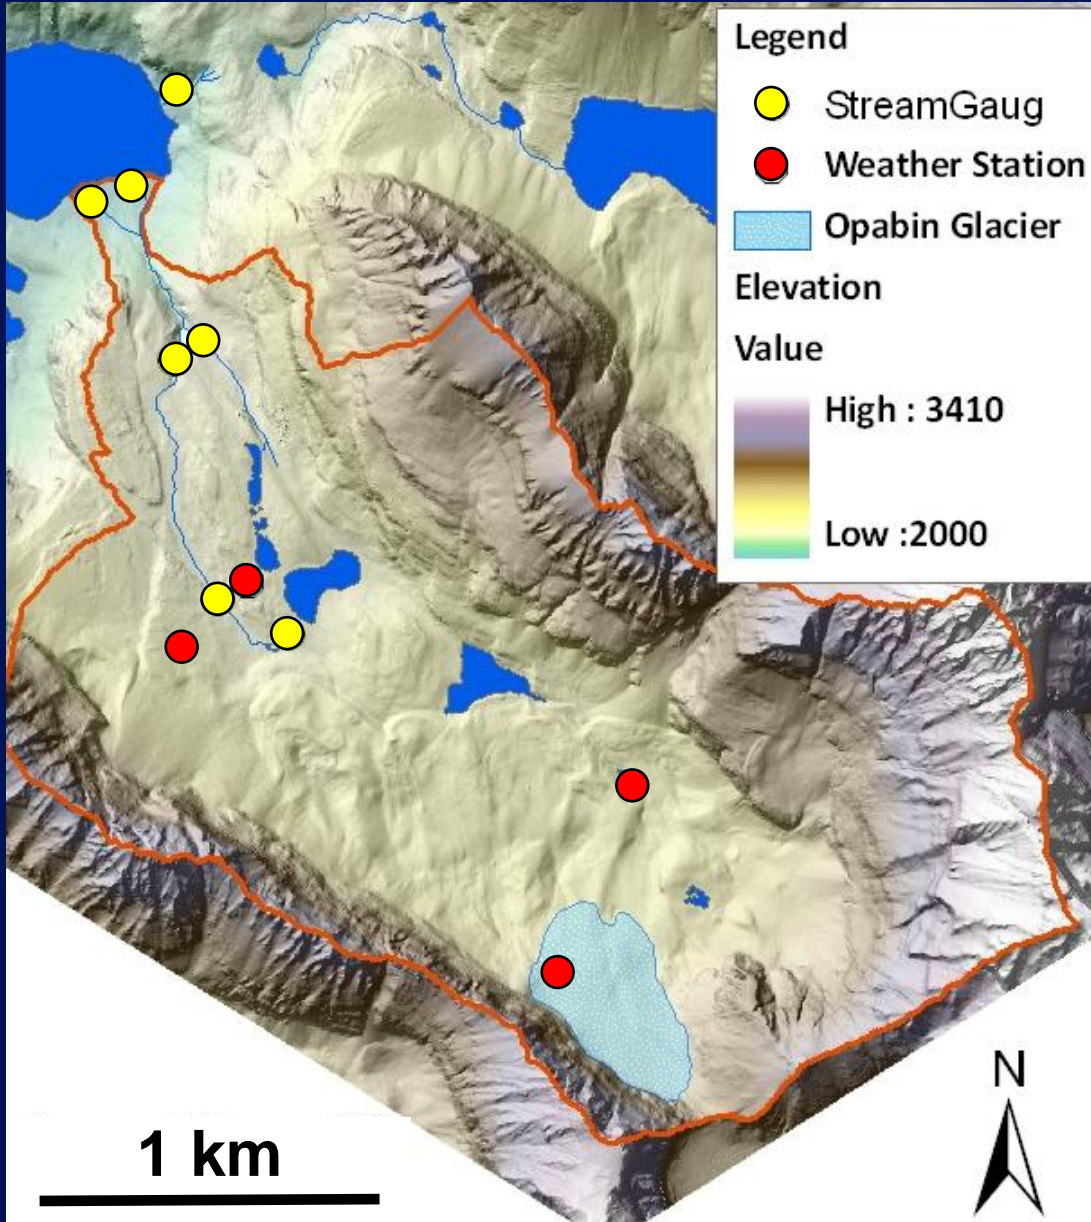 Legend
StreamGaug
Weather Station
Opabin Glacier
Elevation
Value
High : 3410
Low :2000
N
1 km